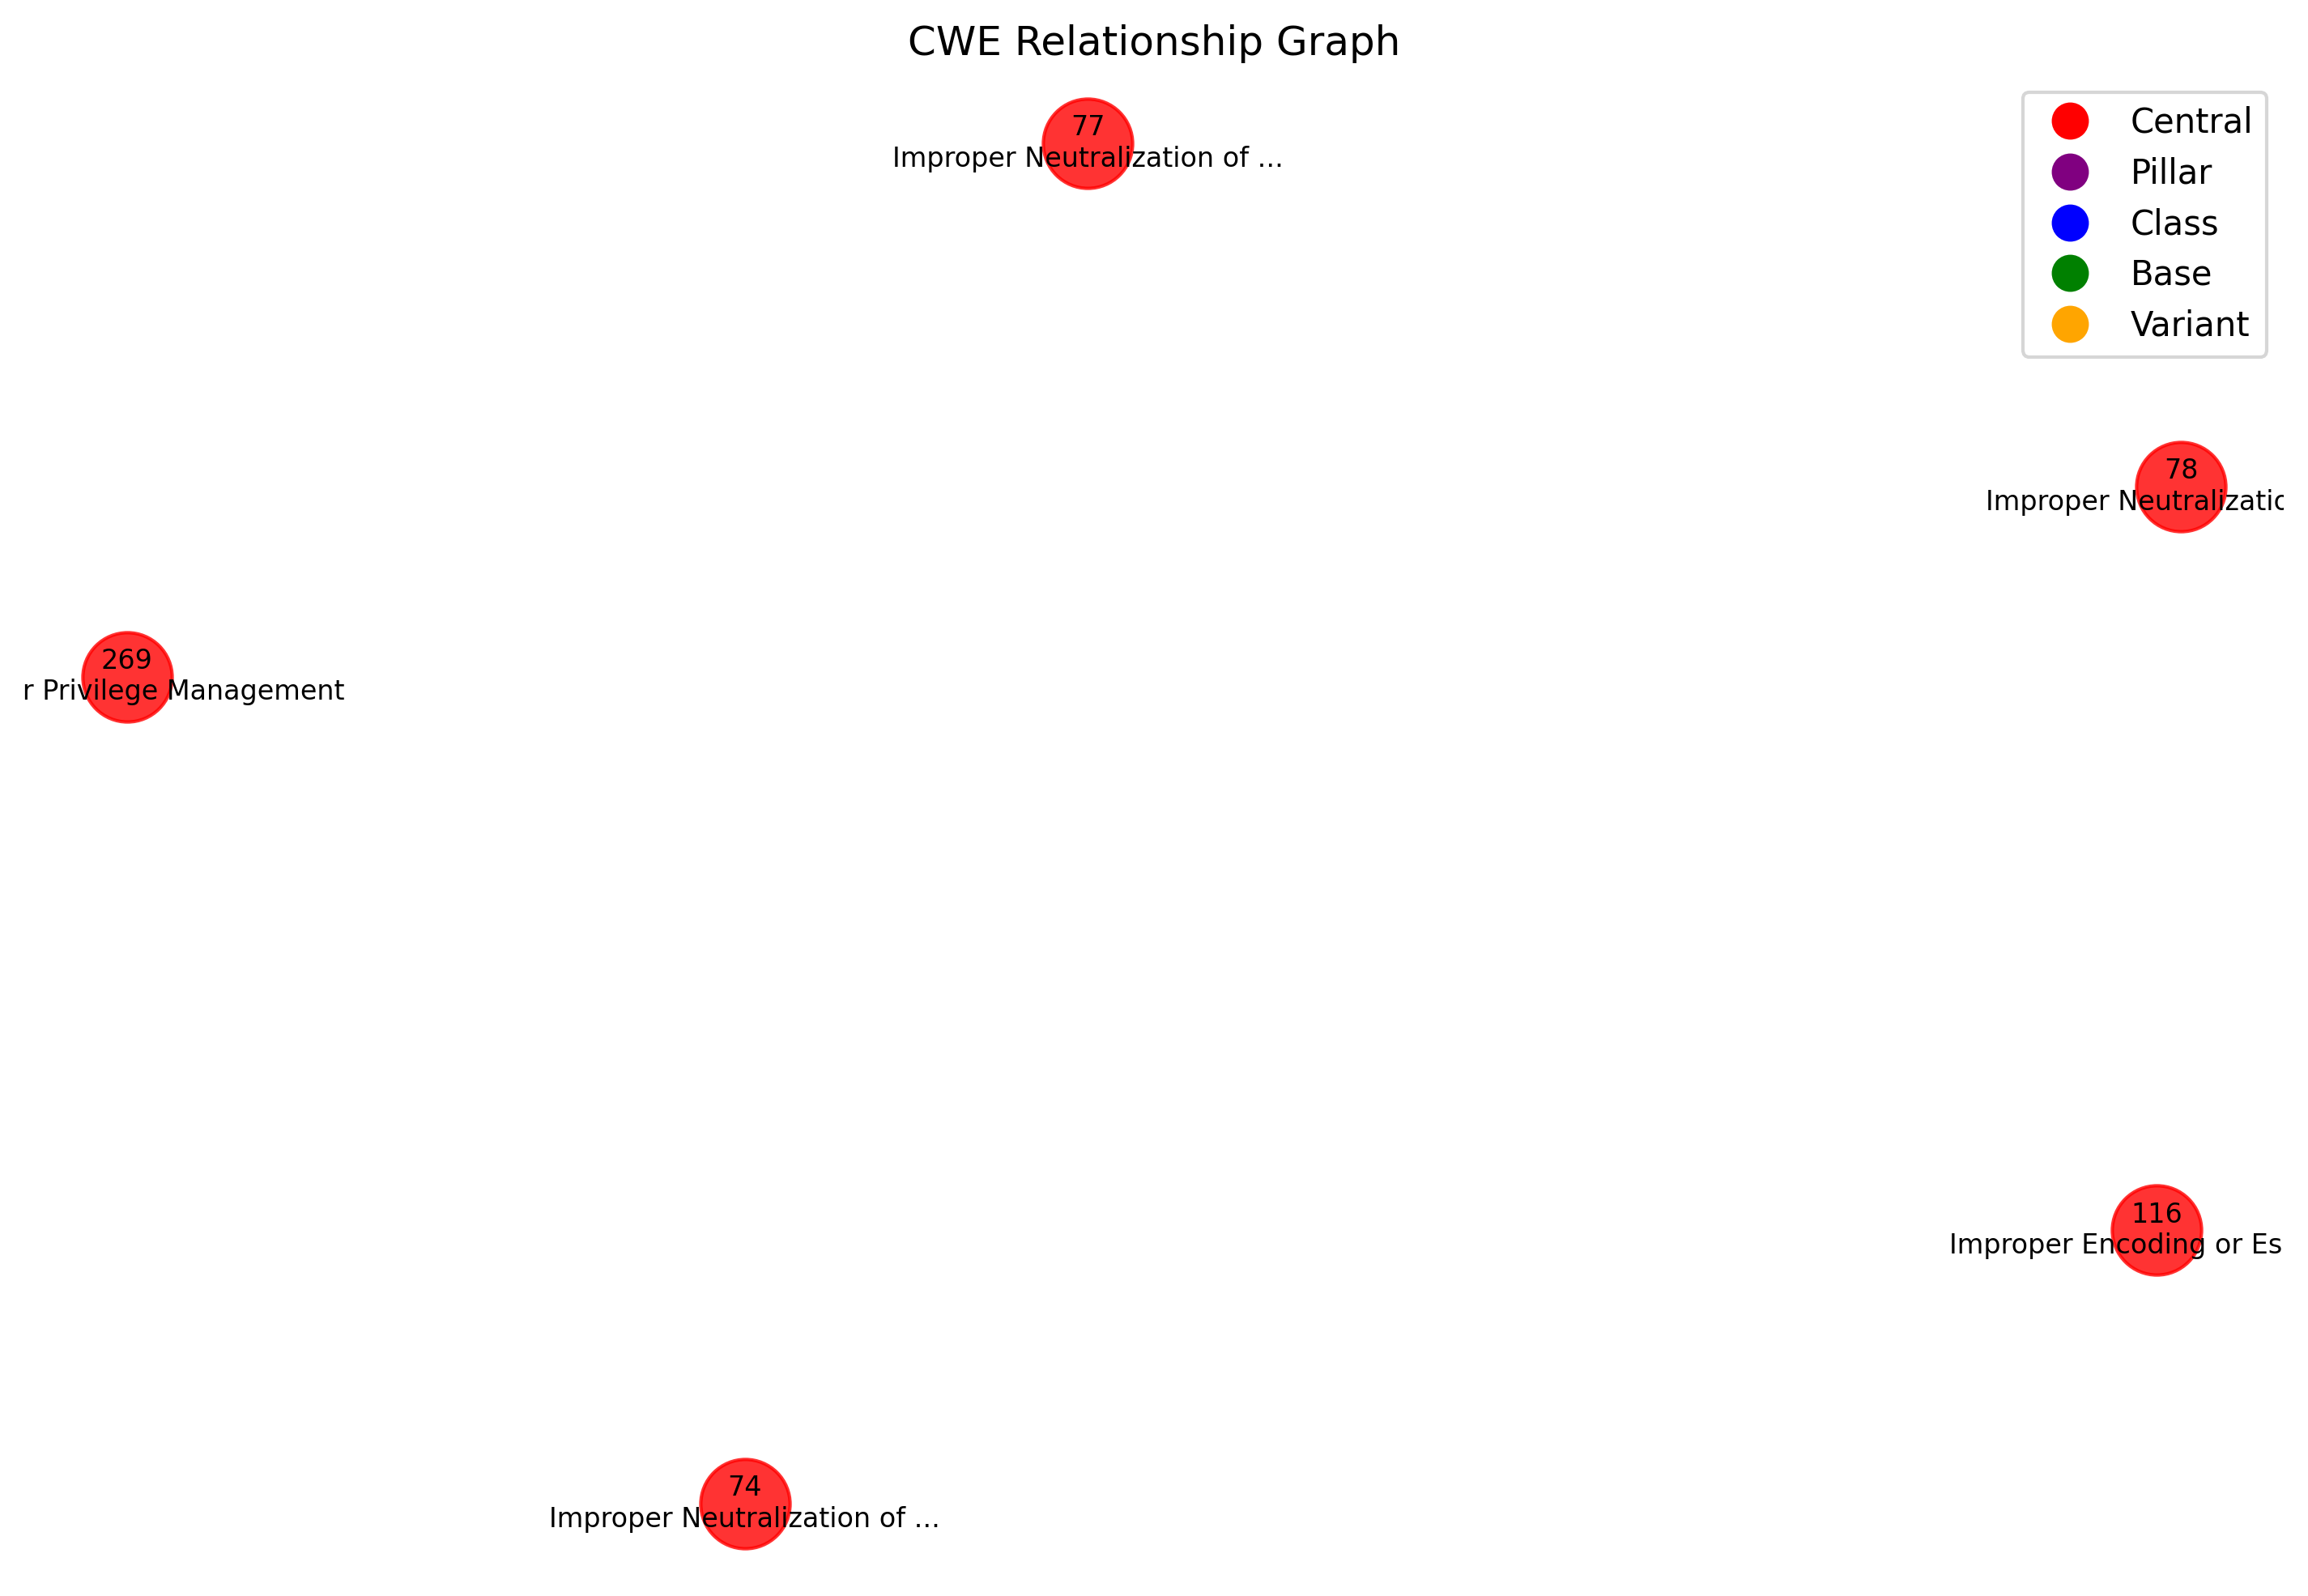 CWE Relationship Graph
77
Improper Neutralization of ...
Central
Pillar
Class
Base
Variant
78
Improper Neutralizatic
269
r Privilege Management
116
Improper Encoding or Es
74
Improper Neutralization of ...